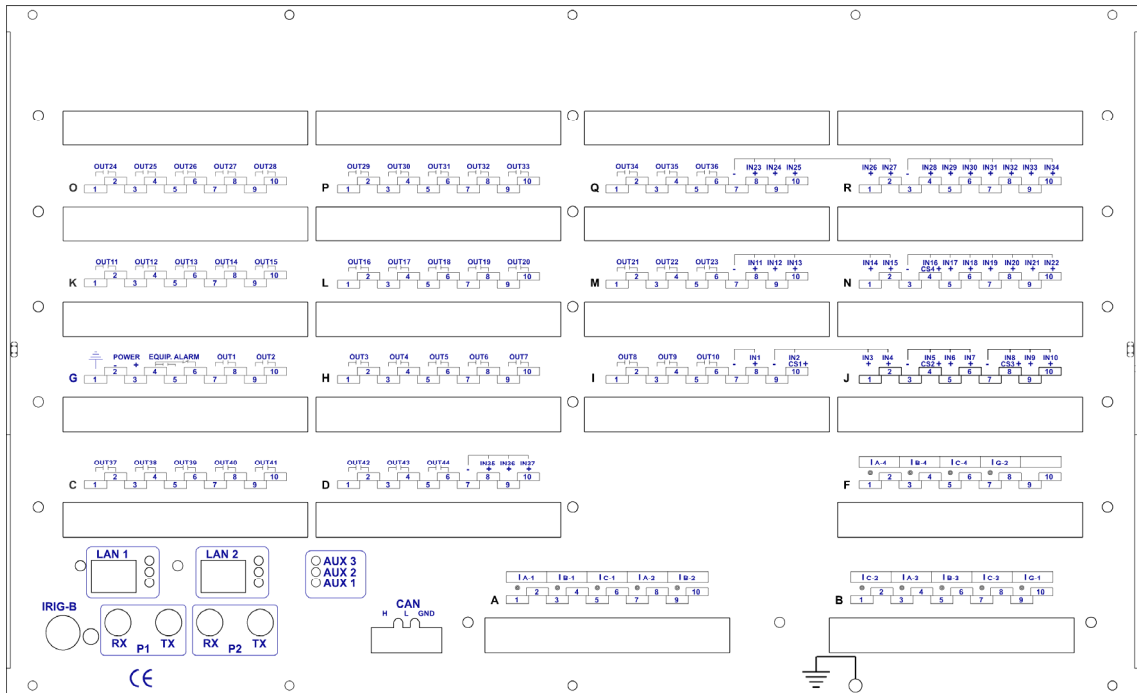 OUT24 OUT25 OUT26 OUT27 OUT28
O 1 2 3 4 5 6 7 8 9 10
OUT29 OUT30 OUT31 OUT32 OUT33
P 1 2 3 4 5 6 7 8 9 10
OUT34 OUT35 OUT36 - IN23 + IN24 + IN25 +
Q 1 2 3 4 5 6 7 8 9 10
IN26 + IN27 + - IN28 + IN29 + IN30 + IN31 + IN32 + IN33 + IN34 +
R 1 2 3 4 5 6 7 8 9 10
OUT11 OUT12 OUT13 OUT14 OUT15
K 1 2 3 4 5 6 7 8 9 10
OUT16 OUT17 OUT18 OUT19 OUT20
L 1 2 3 4 5 6 7 8 9 10
OUT21 OUT22 OUT23 - IN11 + IN12 + IN13 +
M 1 2 3 4 5 6 7 8 9 10
IN14 + IN15 + - IN16 CS4 + IN17 + IN18 + IN19 + IN20 + IN21 + IN22 +
N 1 2 3 4 5 6 7 8 9 10
POWER - + EQUIP. ALARM OUT1 OUT2
G 1 2 3 4 5 6 7 8 9 10
OUT3 OUT4 OUT5 OUT6 OUT7
H 1 2 3 4 5 6 7 8 9 10
OUT8 OUT9 OUT10 - IN1 + - IN2 CS1 +
I 1 2 3 4 5 6 7 8 9 10
IN3 + IN4 + - IN5 CS2 + IN6 + IN7 + - IN8 CS3 + IN9 + IN10 +
J 1 2 3 4 5 6 7 8 9 10
OUT37 OUT38 OUT39 OUT40 OUT41
C 1 2 3 4 5 6 7 8 9 10
OUT42 OUT43 OUT44 - IN35 + IN36 + IN37 +
D 1 2 3 4 5 6 7 8 9 10
IA-4 IB-4 IC-4 IG-2
F 1 2 3 4 5 6 7 8 9 10
LAN 1
LAN 2
AUX 3
AUX 2
AUX 1
IA-1 IB-1 IC-1 IA-2 IB-2
A 1 2 3 4 5 6 7 8 9 10
IC-2 IA-3 IB-3 IC-3 IG-1
B 1 2 3 4 5 6 7 8 9 10
IRIG-B
RX P1 TX
RX P2 TX
CAN
H L GND
CE